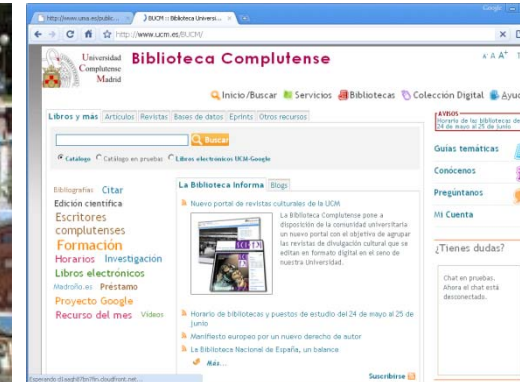 http://www.ucm.es/BUCM/
Universidad
Complutense
Madrid
Biblioteca Complutense
Inicio/Buscar Servicios Bibliotecas Colección Digital Ayud
Libros y más Artículos Revistas Bases de datos Eprints Otros recursos
Buscar
Catálogo Catálogo en pruebas Libros electrónicos UCM-Google
AVISOS
Horario de las bibliotecas de
24 de mayo al 25 de junio
Guías temáticas
Conócenos
Pregúntanos
Mi Cuenta
¿Tienes dudas?
Chat en pruebas.
Ahora el chat está
desconectado.
Bibliografías Citar
Edición científica
Escritores
complutenses
Formación
Horarios Investigación
Libros electrónicos
Madroño.es Préstamo
Proyecto Google
Recurso del mes Vídeos
La Biblioteca Informa Blogs
Nuevo portal de revistas culturales de la UCM
La Biblioteca Complutense pone a
disposición de la comunidad universitaria
un nuevo portal con el objetivo de agrupar
las revistas de divulgación cultural que se
editan en formato digital en el seno de
nuestra Universidad.
Horario de bibliotecas y puestos de estudio del 24 de mayo al 25 de
junio
Manifiesto europeo por un nuevo derecho de autor
La Biblioteca Nacional de España, un balance
Más...
Suscribirse